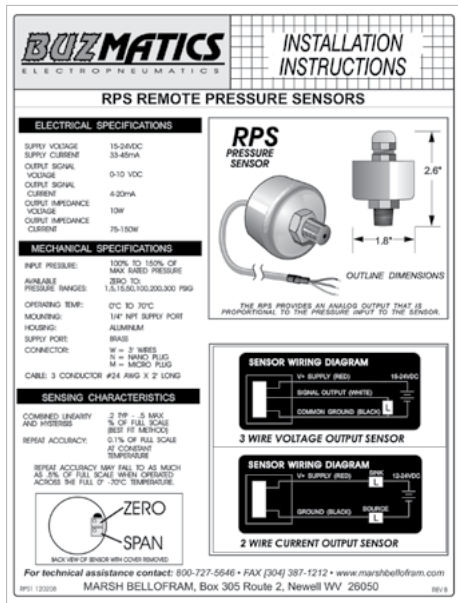 BUZMATICS
ELECTROPNEUMATICS
INSTALLATION
INSTRUCTIONS
RPS REMOTE PRESSURE SENSORS
ELECTRICAL SPECIFICATIONS
SUPPLY VOLTAGE 15-24VDC
SUPPLY CURRENT 33-45mA
OUTPUT SIGNAL
VOLTAGE 0-10 VDC
OUTPUT SIGNAL
CURRENT 4-20mA
OUTPUT IMPEDANCE
VOLTAGE 10W
OUTPUT IMPEDANCE
CURRENT 75-150W
MECHANICAL SPECIFICATIONS
INPUT PRESSURE: 100% TO 150% OF
MAX RATED PRESSURE
AVAILABLE ZERO TO:
PRESSURE RANGES: 1,5,15,50,100,200,300 PSIG
OPERATING TEMP: 0°C TO 70°C
MOUNTING: 1/4" NPT SUPPLY PORT
HOUSING: ALUMINUM
SUPPLY PORT: BRASS
CONNECTOR: W = 3' WIRES
N = NANO PLUG
M = MICRO PLUG
CABLE: 3 CONDUCTOR #24 AWG X 2' LONG
SENSING CHARACTERISTICS
COMBINED LINEARITY .2 TYP - .5 MAX
AND HYSTERISIS % OF FULL SCALE
(BEST FIT METHOD)
REPEAT ACCURACY: 0.1% OF FULL SCALE
AT CONSTANT
TEMPERATURE
REPEAT ACCURACY MAY FALL TO AS MUCH
AS .5% OF FULL SCALE WHEN OPERATED
ACROSS THE FULL 0° -70°C TEMPERATURE.
ZERO
SPAN
BACK VIEW OF SENSOR WITH COVER REMOVED
RPS
PRESSURE
SENSOR
2.6"
1.8"
OUTLINE DIMENSIONS
THE RPS PROVIDES AN ANALOG OUTPUT THAT IS
PROPORTIONAL TO THE PRESSURE INPUT TO THE SENSOR.
SENSOR WIRING DIAGRAM
V+ SUPPLY (RED) 15-24VDC
SIGNAL OUTPUT (WHITE)
L
COMMON GROUND (BLACK)
3 WIRE VOLTAGE OUTPUT SENSOR
SENSOR WIRING DIAGRAM
V+ SUPPLY (RED) SINK 12-24VDC
L
GROUND (BLACK) SOURCE
L
2 WIRE CURRENT OUTPUT SENSOR
For technical assistance contact: 800-727-5646 • FAX [304] 387-1212 • www.marshbellofram.com
RPS1 120208 MARSH BELLOFRAM, Box 305 Route 2, Newell WV 26050 REV B